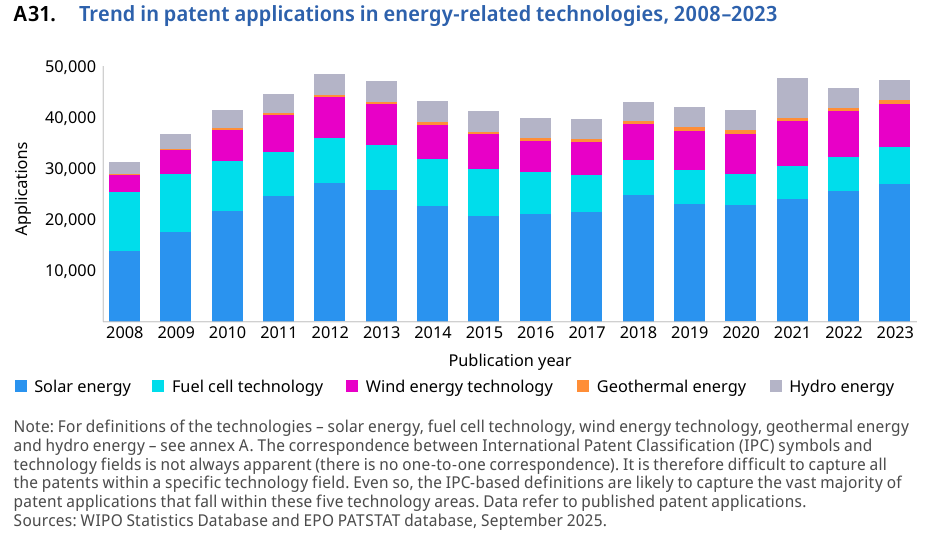 A31. Trend in patent applications in energy-related technologies, 2008–2023
50,000
40,000
30,000
20,000
10,000
Applications
2008 2009 2010 2011 2012 2013 2014 2015 2016 2017 2018 2019 2020 2021 2022 2023
Publication year
Solar energy Fuel cell technology Wind energy technology Geothermal energy Hydro energy
Note: For definitions of the technologies – solar energy, fuel cell technology, wind energy technology, geothermal energy
and hydro energy – see annex A. The correspondence between International Patent Classification (IPC) symbols and
technology fields is not always apparent (there is no one-to-one correspondence). It is therefore difficult to capture all
the patents within a specific technology field. Even so, the IPC-based definitions are likely to capture the vast majority of
patent applications that fall within these five technology areas. Data refer to published patent applications.
Sources: WIPO Statistics Database and EPO PATSTAT database, September 2025.